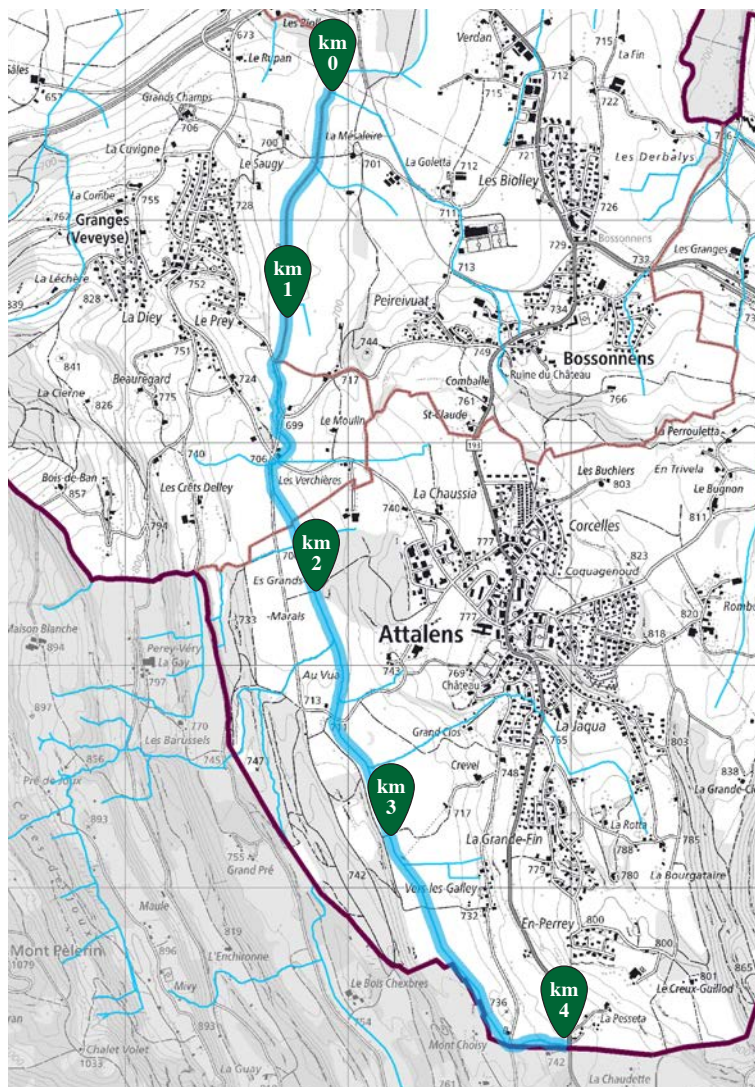 Les
km
0
Verdan
715
La Fin
673
Le Rupan
712
657
Grands Champs
715
722
706
La Mésaleire
721
716
La Cuvigne
700
701
La Goletta
712
Les Derbalys
Le Saugy
Les Biolley
La Combe
755
728
711
726
762
Granges
(Veveyse)
729
Bossonnens
732
Les Granges
La Léchère
km
1
713
752
839
828
La Diey
Le Prey
Peireivuat
734
751
744
749
Bossonnens
841
Beauregard
724
717
Comballe
Ruine du Château
La Cierne
775
761
766
826
699
Le Moulin
St-Claude
740
706
193
La Perrouletta
Bois-de-Ban
Les Verchières
Les Buchiers
En Trivela
857
Les Crêts Delley
La Chaussia
803
Le Bugnon
740
811
794
Corcelles
km
2
777
823
Coquagenoud
Es Grands
-Marais
Maison Blanche
733
777
820
894
Perey-Véry
La Gay
Attalens
818
743
797
Au Vua
769
Château
897
713
770
711
Les Barussels
Grand Clos
La Jaqua
803
856
745
747
765
Pré de Joux
Crevel
748
838
893
km
3
717
La Rotta
La Grande-Fin
785
755
Grand Pré
742
779
780
La Bourgataire
Vers les Galley
Maule
732
800
En-Perrey
819
Mont Pèlerin
896
800
L'Enchironne
865
1079
km
4
801
Mivy
Le Bois Chexbres
736
Le Creux-Guillod
754
La Pesseta
893
Chalet Volet
Mont Choisy
742
1033
La Guay
761
La Chaudette